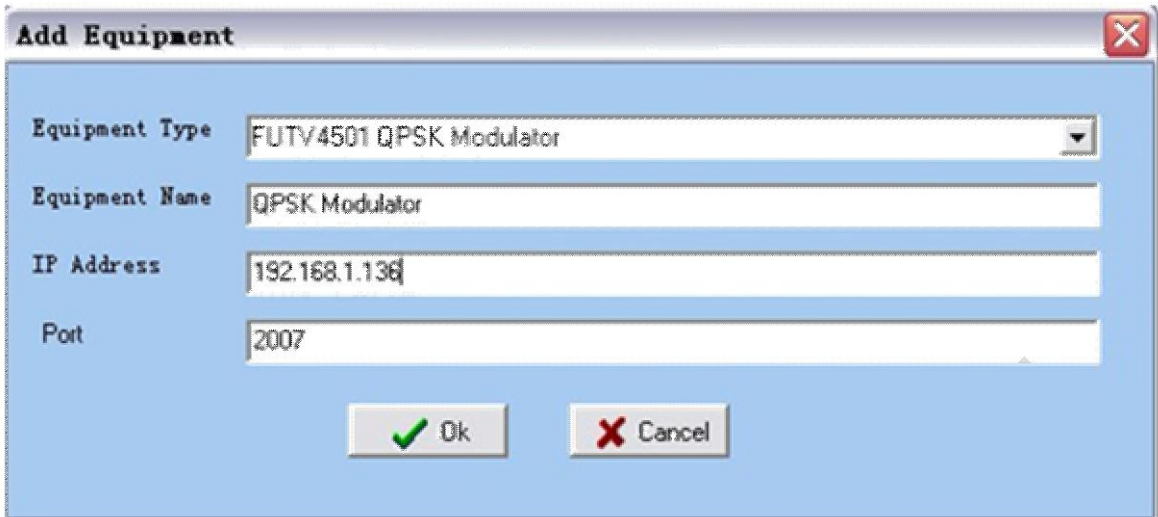 Add Equipment
Equipment Type FUTV4501 QPSK Modulator
Equipment Name QPSK Modulator
IP Address 192.168.1.136
Port 2007
Ok Cancel